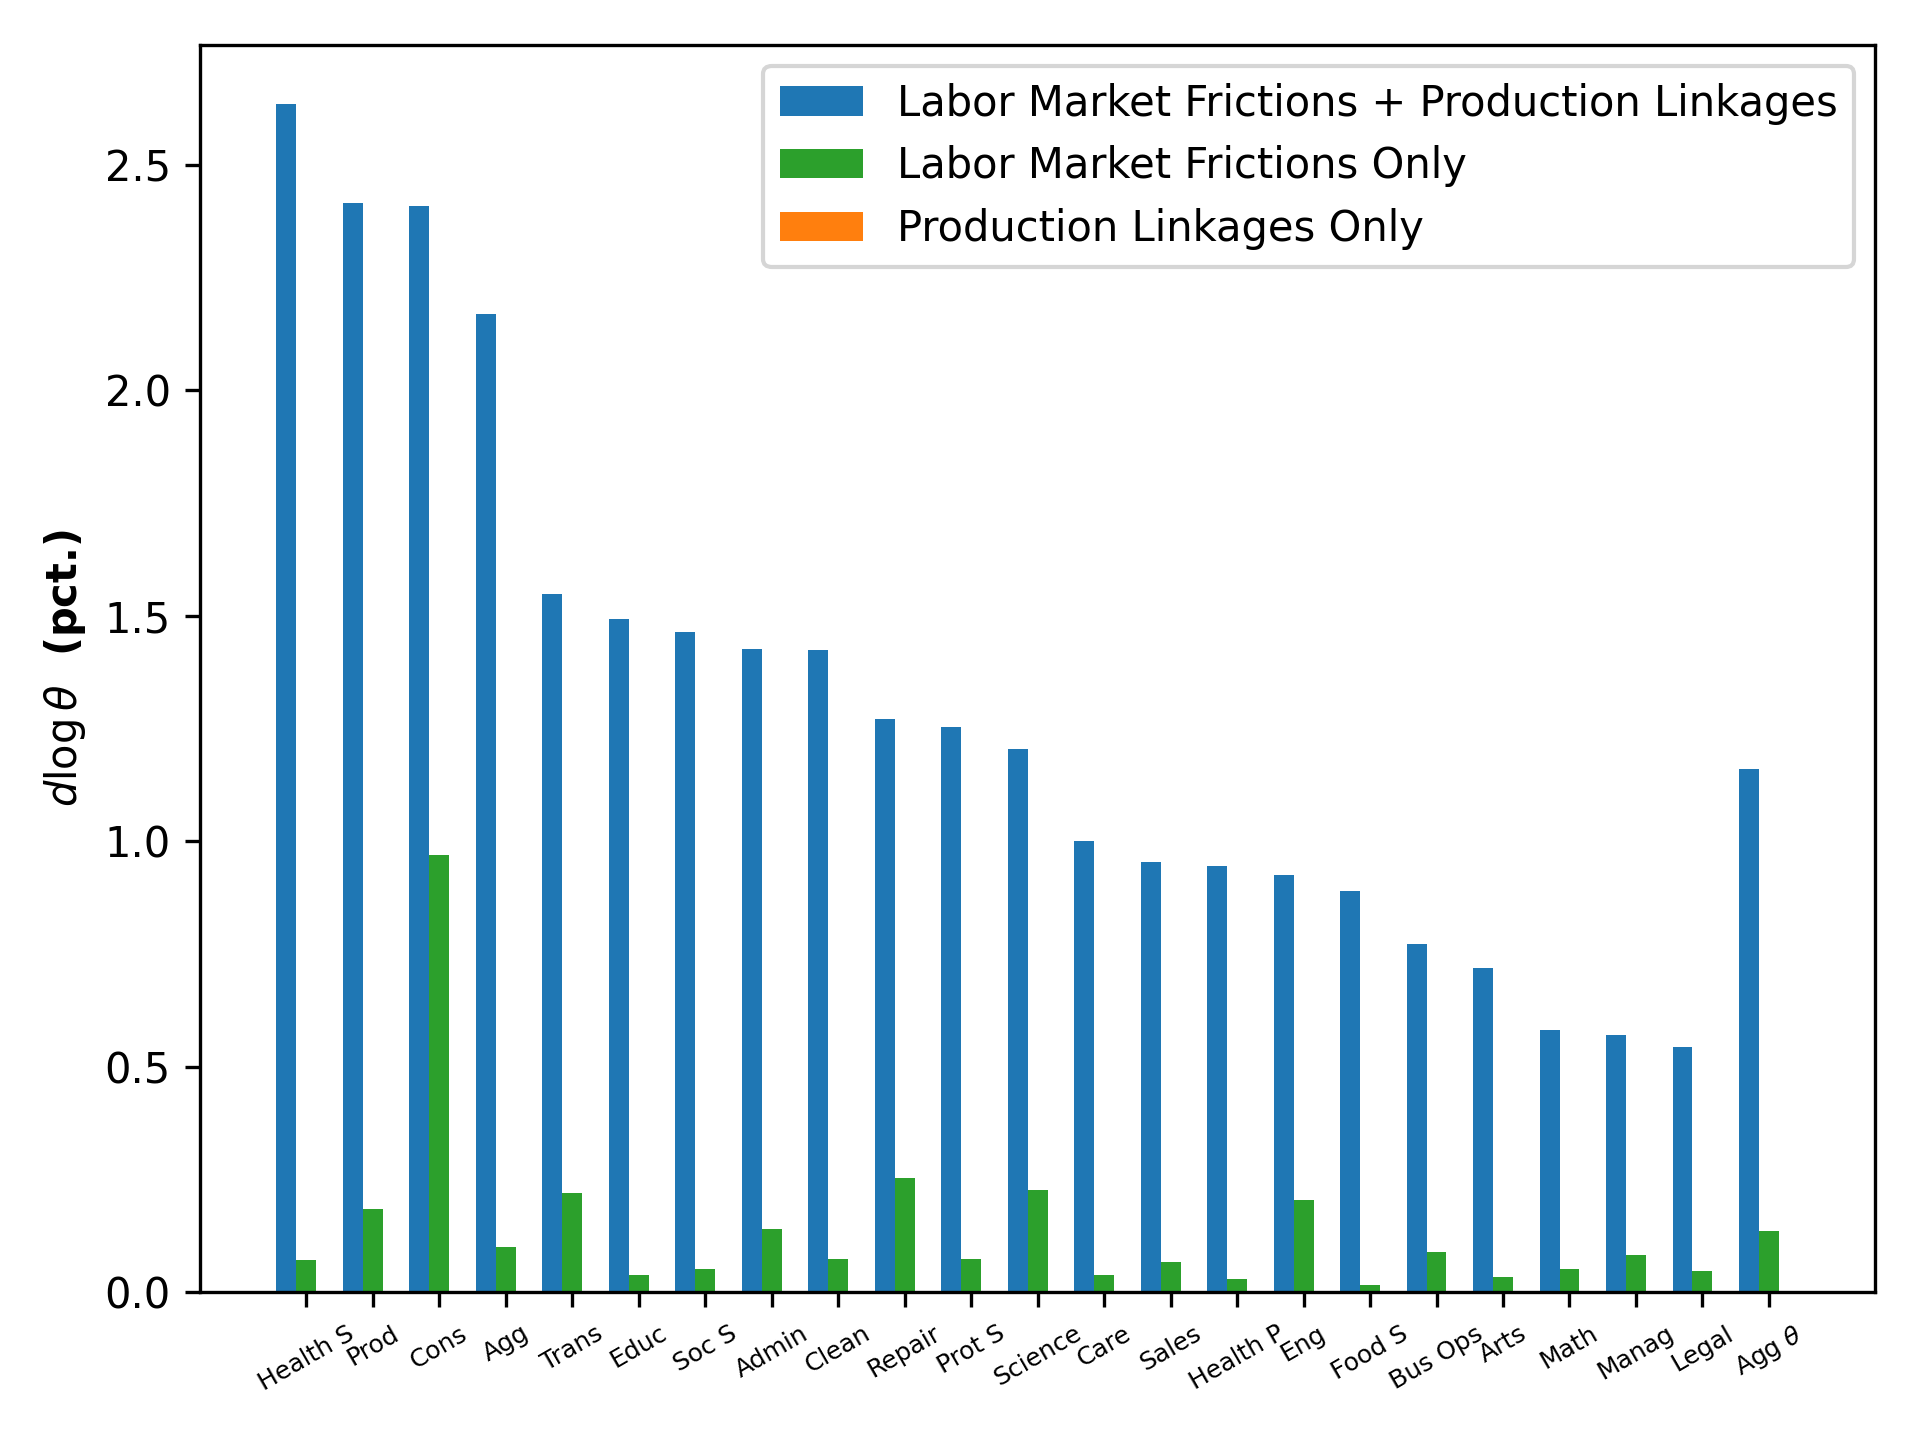 Labor Market Frictions + Production Linkages
Labor Market Frictions Only
Production Linkages Only
d log θ (pct.)
2.5
2.0
1.5
1.0
0.5
0.0
Health S Prod Cons Agg Trans Educ Soc S Admin Clean Repair Prot S Science Care Sales Health P Eng Food S Bus Ops Arts Math Manag Legal Agg θ